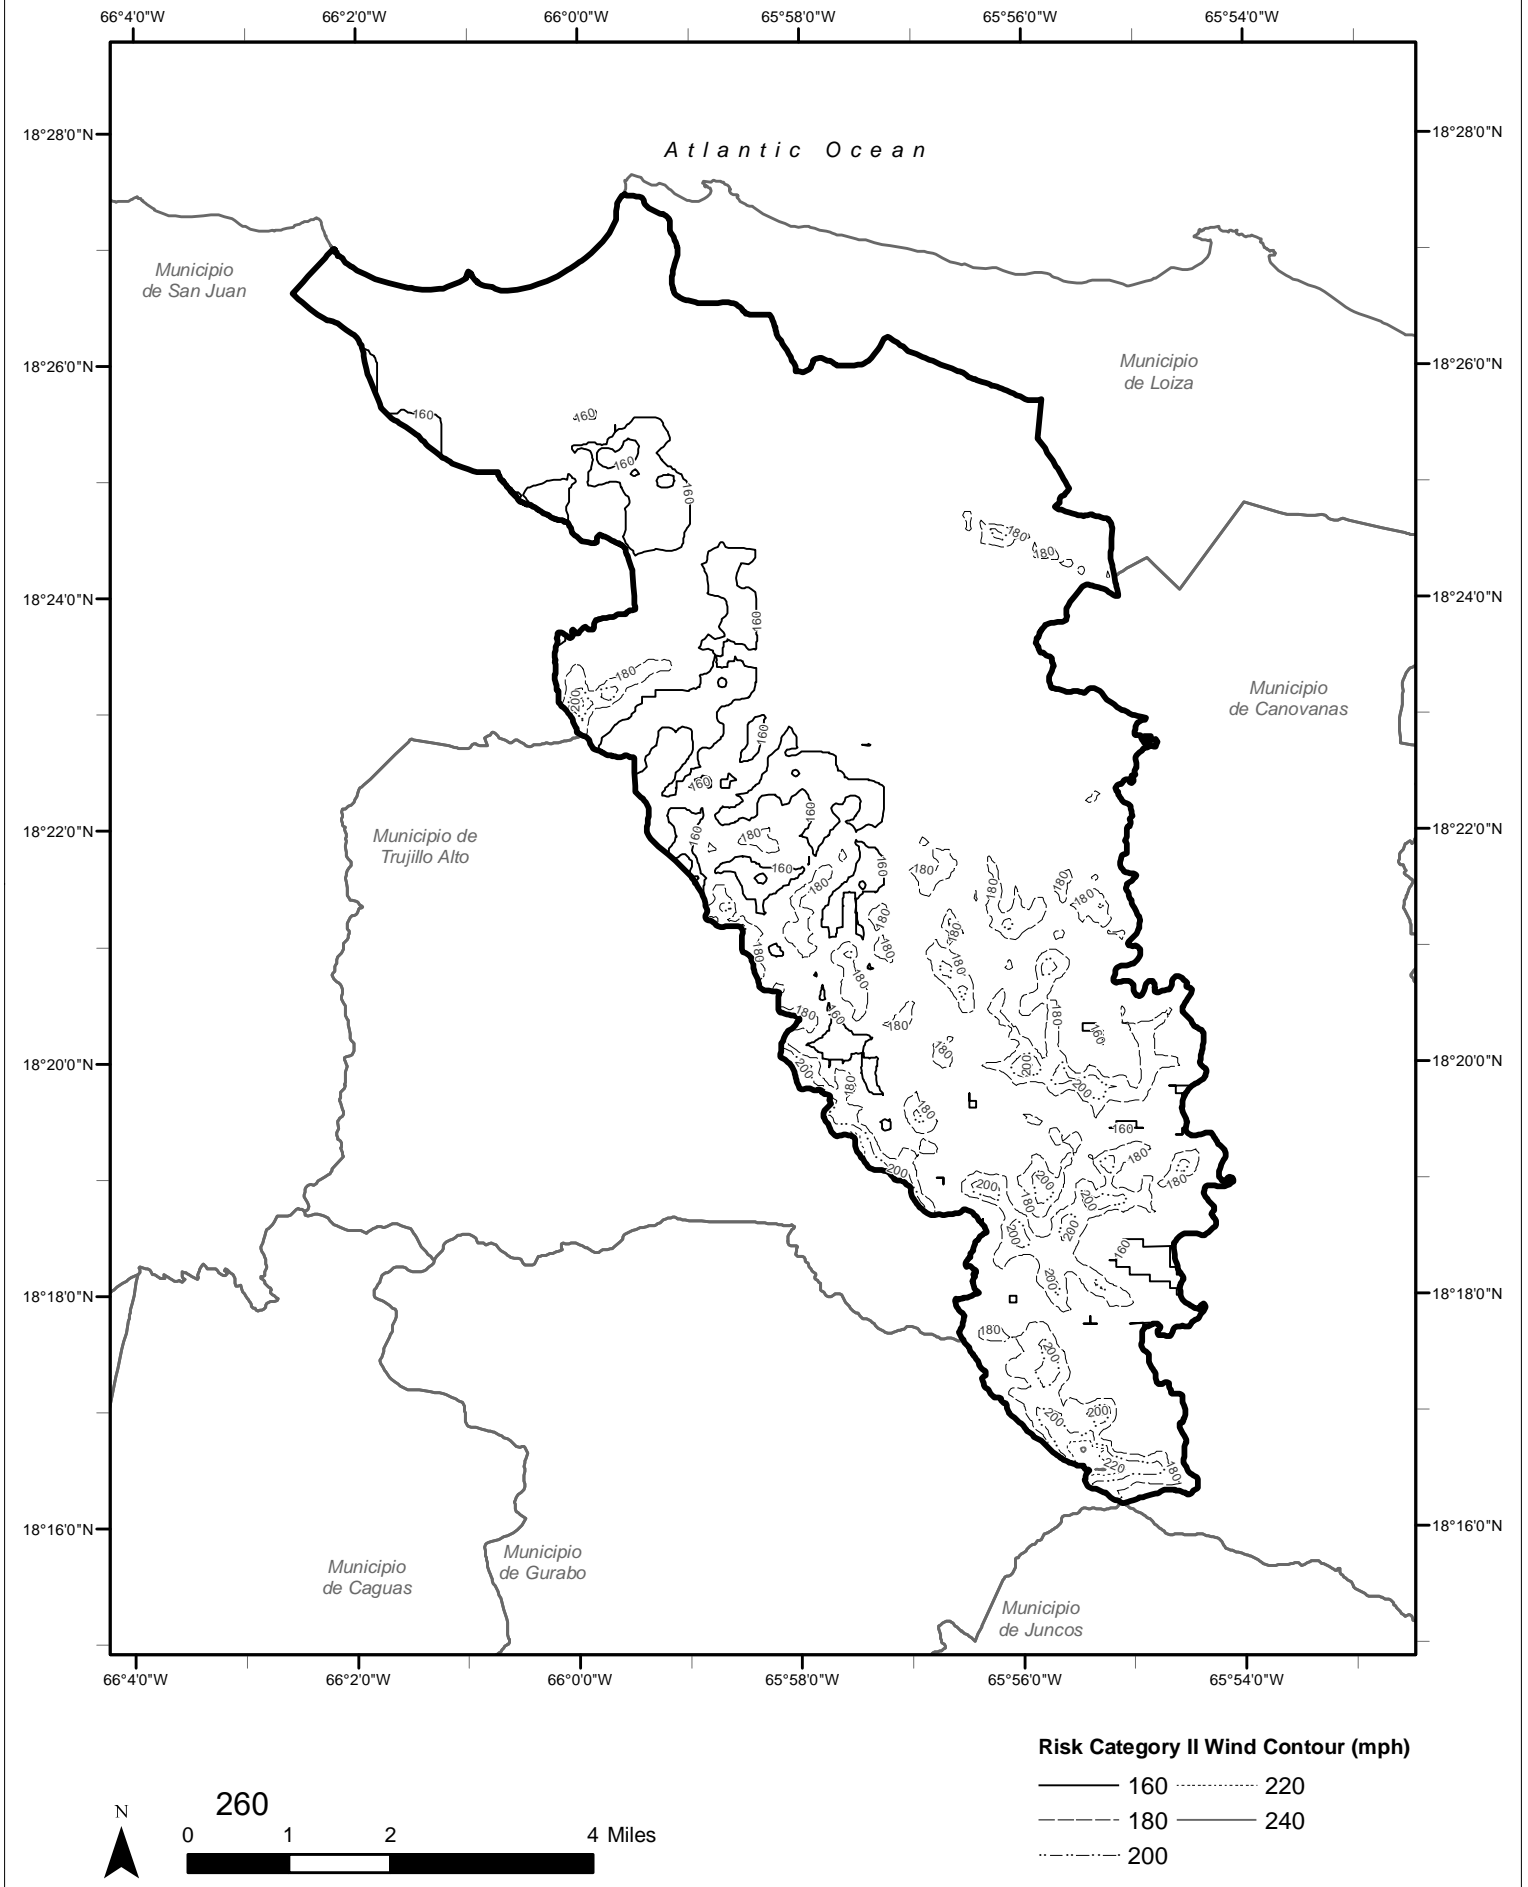 66°4'0"W 66°2'0"W 66°0'0"W 65°58'0"W 65°56'0"W 65°54'0"W
18°28'0"N 18°28'0"N
Atlantic Ocean
Municipio
de San Juan
Municipio
de Loiza
18°26'0"N 18°26'0"N
160 160
160
160
180
180
18°24'0"N 18°24'0"N
160
180
200
Municipio
de Canovanas
160
160
160
18°22'0"N 18°22'0"N
Municipio de
Trujillo Alto
160 180
160 160 180
180 180 180 180
180 180
180 180
180 180
180 160 180 180 160
180
18°20'0"N 18°20'0"N
200 180 200 200
180
160
180
200 200 200 180
180 200
200 200
160
200
18°18'0"N 18°18'0"N
180
200
200 200
220 180
18°16'0"N 18°16'0"N
Municipio
de Caguas
Municipio
de Gurabo
Municipio
de Juncos
66°4'0"W 66°2'0"W 66°0'0"W 65°58'0"W 65°56'0"W 65°54'0"W
Risk Category II Wind Contour (mph)
160 220
180 240
200
N
260
0 1 2 4 Miles